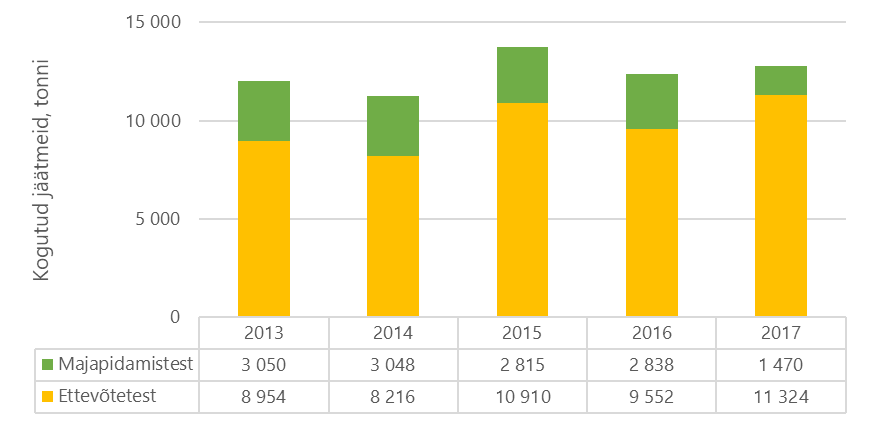 Kogutud jäätmeid, tonni
15 000
10 000
5 000
0
2013 2014 2015 2016 2017
Majapidamistest 3 050 3 048 2 815 2 838 1 470
Ettevõtetest 8 954 8 216 10 910 9 552 11 324